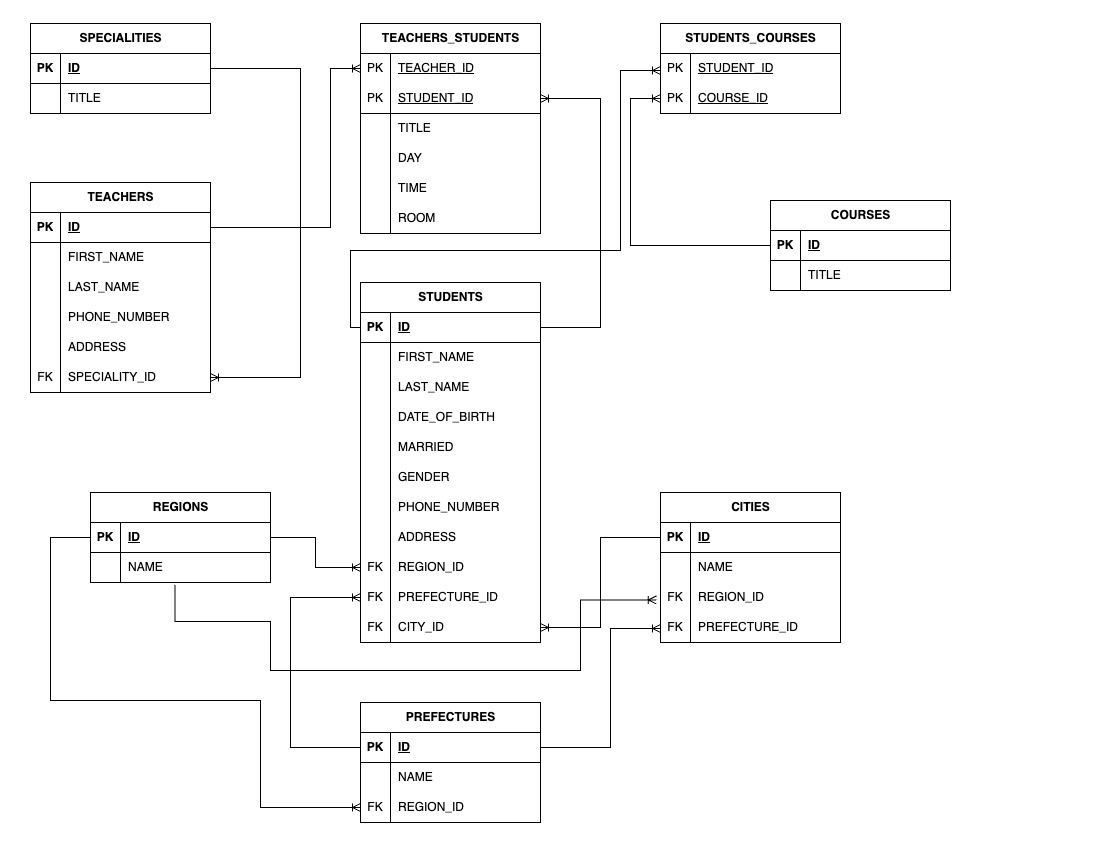 SPECIALITIES
PK ID
TITLE
TEACHERS_STUDENTS
PK TEACHER_ID
PK STUDENT_ID
TITLE
DAY
TIME
ROOM
STUDENTS_COURSES
PK STUDENT_ID
PK COURSE_ID
TEACHERS
PK ID
FIRST_NAME
LAST_NAME
PHONE_NUMBER
ADDRESS
FK SPECIALITY_ID
COURSES
PK ID
TITLE
STUDENTS
PK ID
FIRST_NAME
LAST_NAME
DATE_OF_BIRTH
MARRIED
GENDER
PHONE_NUMBER
ADDRESS
FK REGION_ID
FK PREFECTURE_ID
FK CITY_ID
REGIONS
PK ID
NAME
CITIES
PK ID
NAME
FK REGION_ID
FK PREFECTURE_ID
PREFECTURES
PK ID
NAME
FK REGION_ID